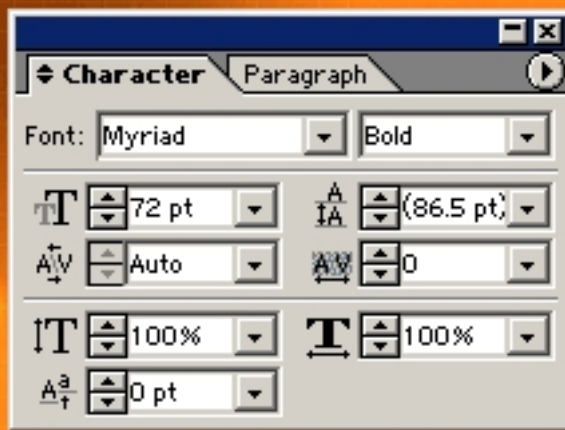 Character Paragraph
Font: Myriad Bold
72 pt (86.5 pt)
Auto 0
100% 100%
0 pt